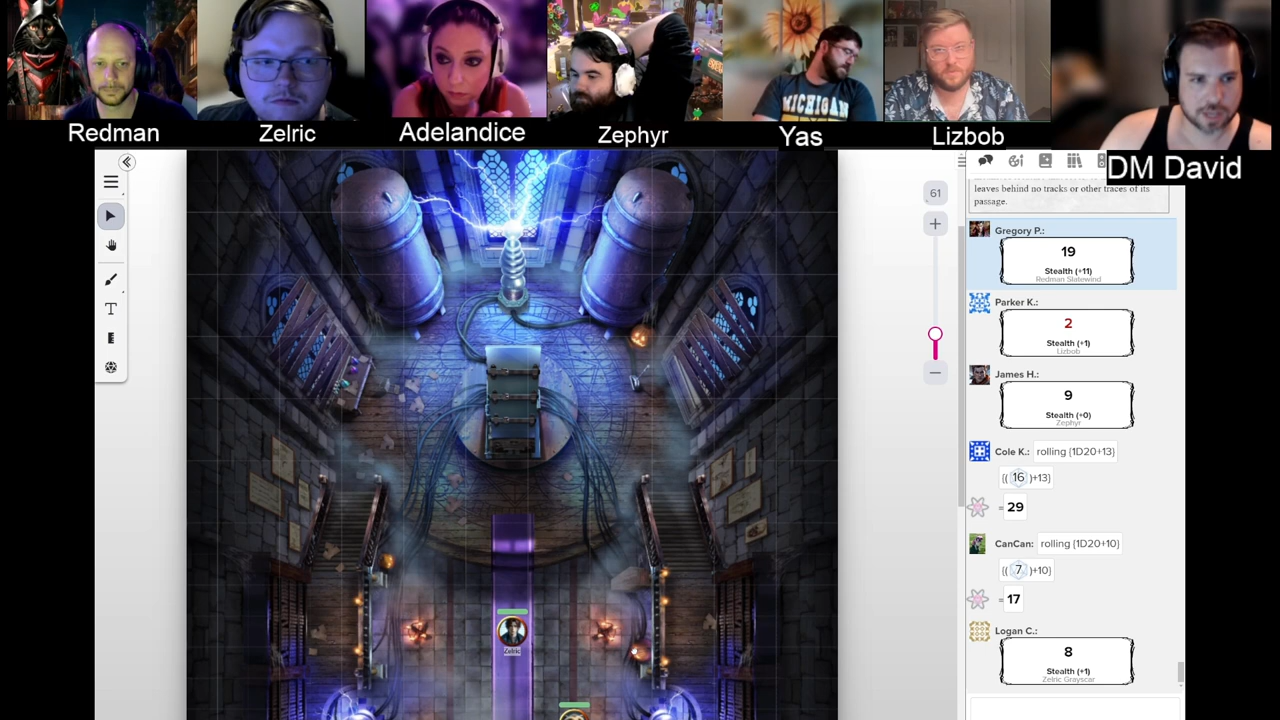 Redman
Zelric
Adelandice
Zephyr
MICHIGAN
Yas
Lizbob
DM David
61
T
leaves behind no tracks or other traces of its
passage.
Gregory P.:
19
Stealth (+11)
Redman Slatewind
Parker K.:
2
Stealth (+1)
Lizbob
James H.:
9
Stealth (+0)
Zephyr
Cole K.: rolling {1D20+13}
{(16)+13}
= 29
CanCan: rolling {1D20+10}
{(7)+10}
= 17
Logan C.:
8
Stealth (+1)
Zelric Grayscar
Zelric